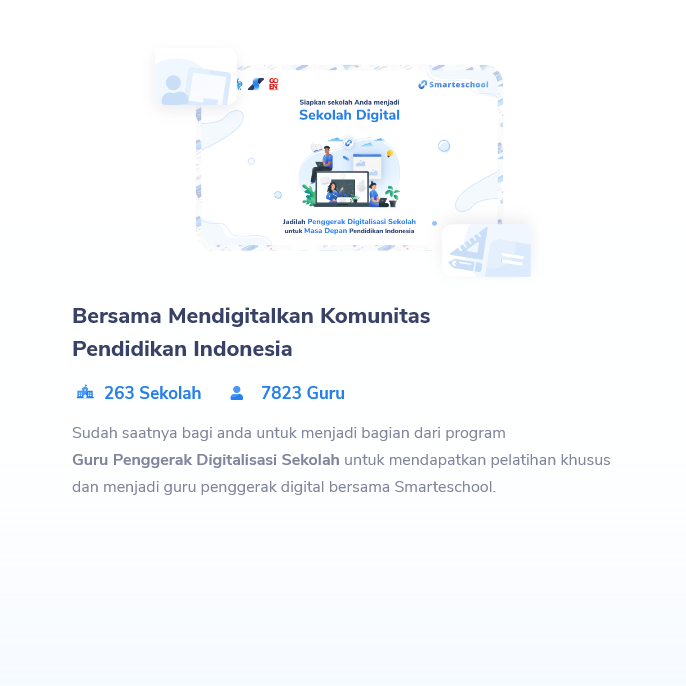 Smarteschool
Siapkan sekolah Anda menjadi
Sekolah Digital
Jadilah Penggerak Digitalisasi Sekolah
untuk Masa Depan Pendidikan Indonesia
Bersama Mendigitalkan Komunitas
Pendidikan Indonesia
263 Sekolah 7823 Guru
Sudah saatnya bagi anda untuk menjadi bagian dari program
Guru Penggerak Digitalisasi Sekolah untuk mendapatkan pelatihan khusus
dan menjadi guru penggerak digital bersama Smarteschool.